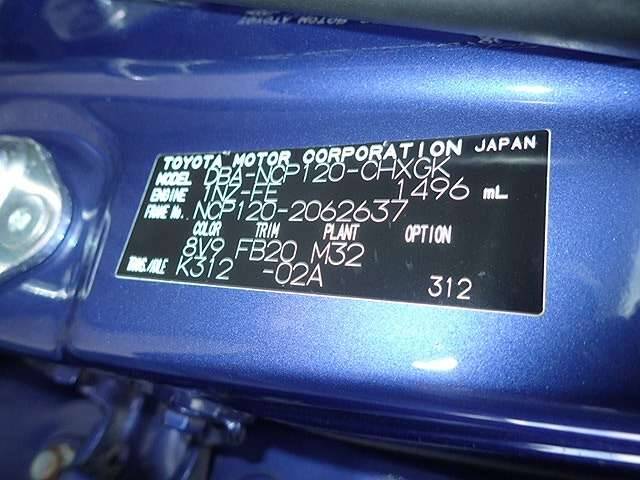 TOYOTA MOTOR CORPORATION JAPAN
MODEL DBA-NCP120-CHXGK
ENGINE 1NZ-FE 1496 mL
FRAME No. NCP120-2062637
COLOR TRIM PLANT OPTION
8V9 FB20 M32
TRANS./AXLE K312 -02A
312